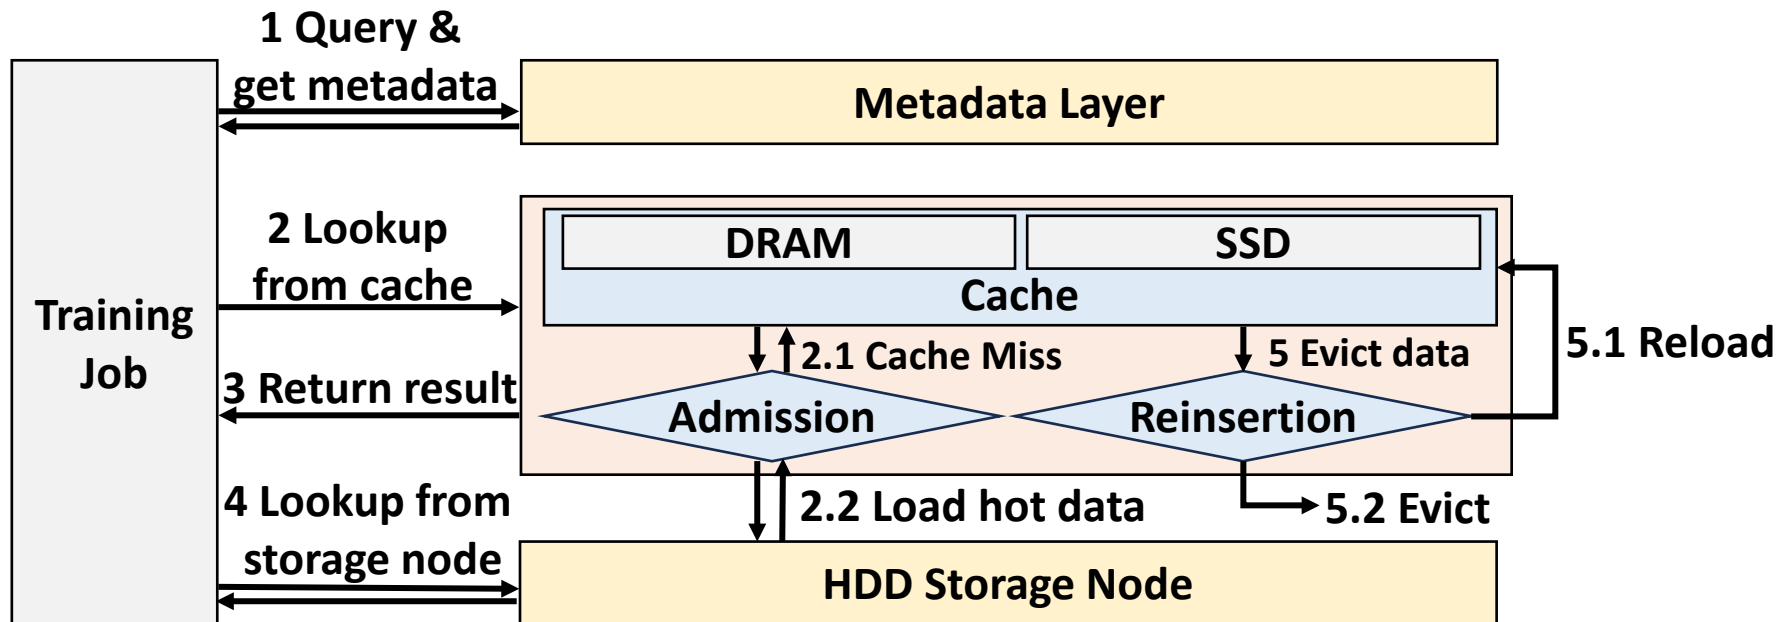 1 Query &
get metadata
Metadata Layer
2 Lookup
from cache
DRAM
SSD
Cache
Training
Job
2.1 Cache Miss
5 Evict data
5.1 Reload
3 Return result
Admission
Reinsertion
4 Lookup from
storage node
2.2 Load hot data
5.2 Evict
HDD Storage Node